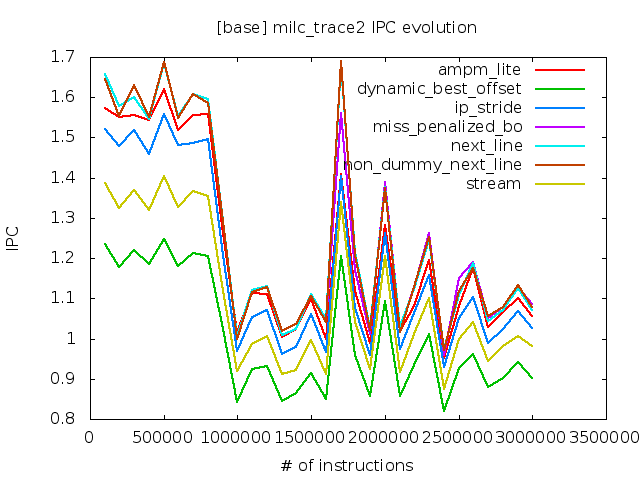 [base] milc_trace2 IPC evolution
1.7
1.6
1.5
1.4
1.3
1.2
1.1
1
0.9
0.8
IPC
ampm_lite
dynamic_best_offset
ip_stride
miss_penalized_bo
next_line
non_dummy_next_line
stream
0 500000 1000000 1500000 2000000 2500000 3000000 3500000
# of instructions